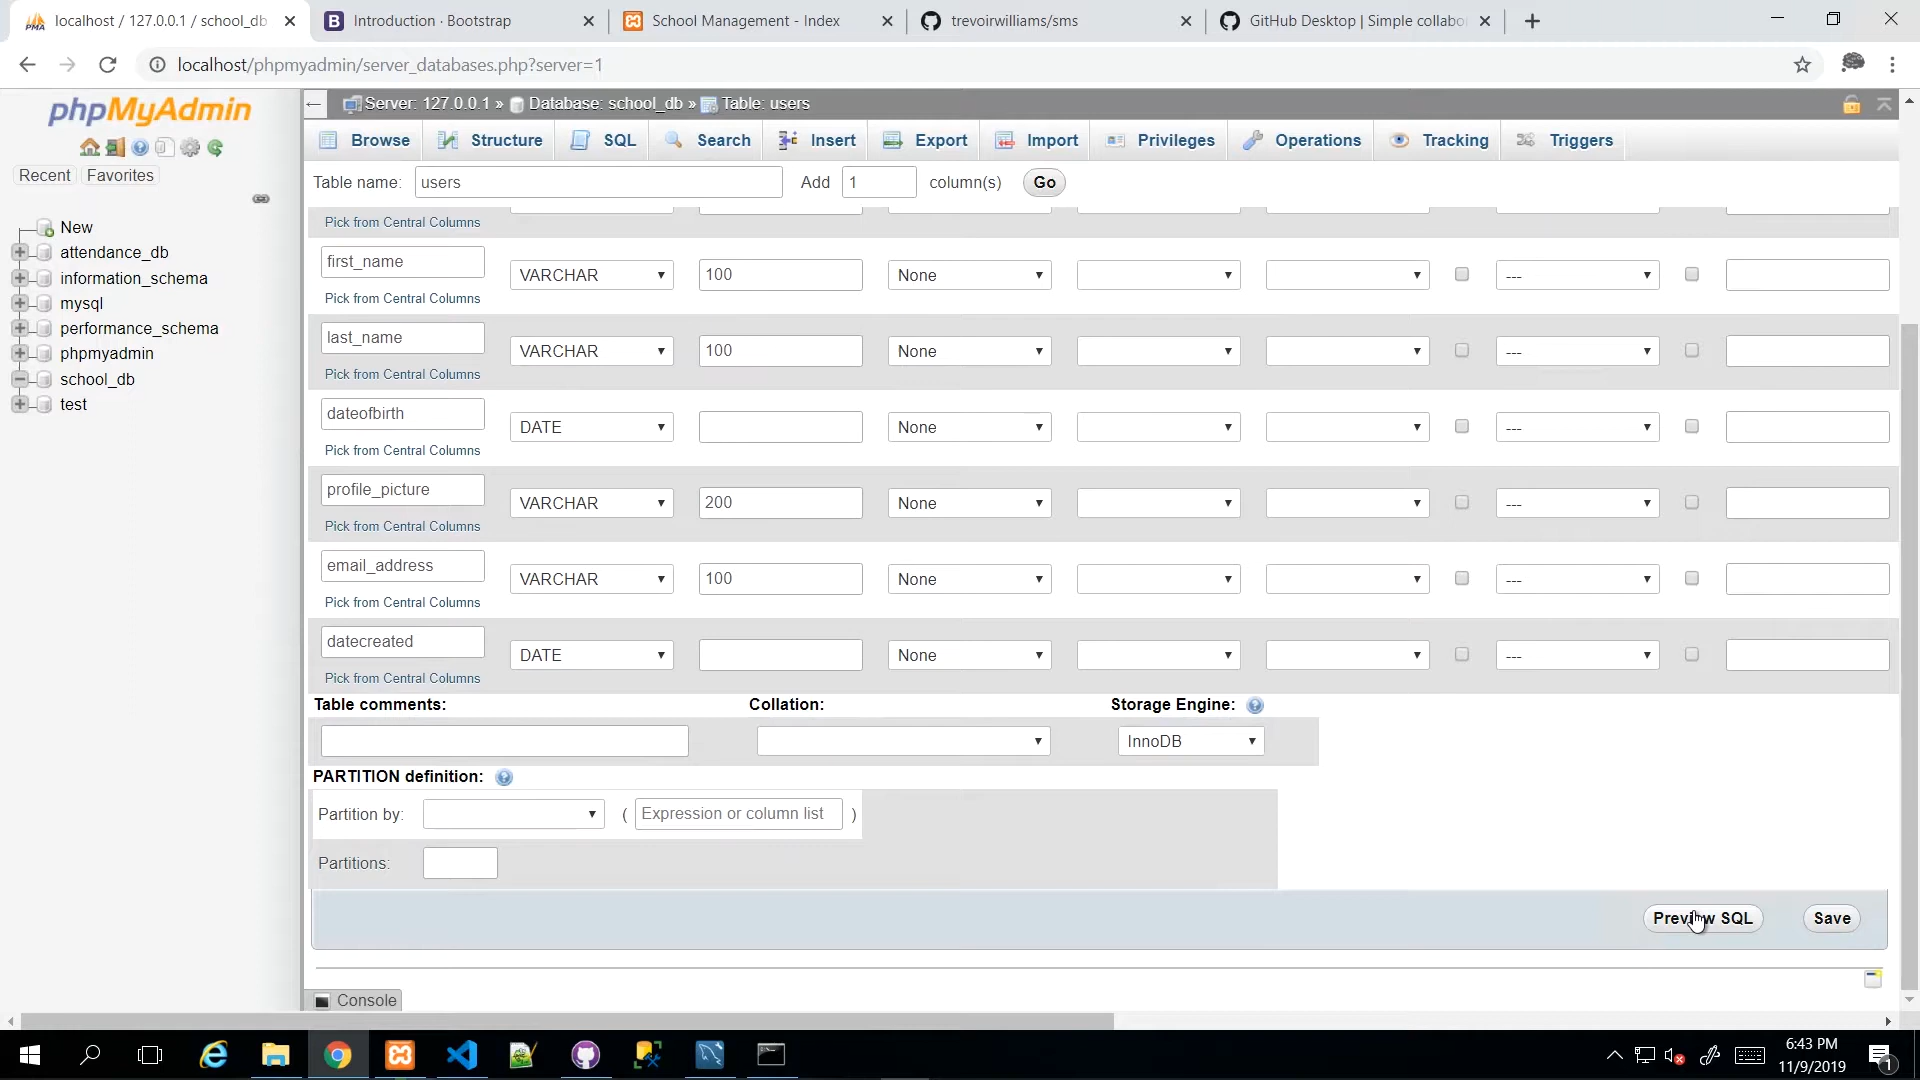 localhost / 127.0.0.1 / school_db
Introduction · Bootstrap
School Management - Index
trevoirwilliams/sms
GitHub Desktop | Simple collabo
localhost/phpmyadmin/server_databases.php?server=1
phpMyAdmin
Recent
Favorites
New
attendance_db
information_schema
mysql
performance_schema
phpmyadmin
school_db
test
Server: 127.0.0.1 » Database: school_db » Table: users
Browse
Structure
SQL
Search
Insert
Export
Import
Privileges
Operations
Tracking
Triggers
Table name: users Add 1 column(s) Go
Pick from Central Columns
first_name VARCHAR 100 None ---
Pick from Central Columns
last_name VARCHAR 100 None ---
Pick from Central Columns
dateofbirth DATE None ---
Pick from Central Columns
profile_picture VARCHAR 200 None ---
Pick from Central Columns
email_address VARCHAR 100 None ---
Pick from Central Columns
datecreated DATE None ---
Pick from Central Columns
Table comments: Collation: Storage Engine:
InnoDB
PARTITION definition:
Partition by: ( Expression or column list )
Partitions:
Preview SQL Save
Console
6:43 PM
11/9/2019
1